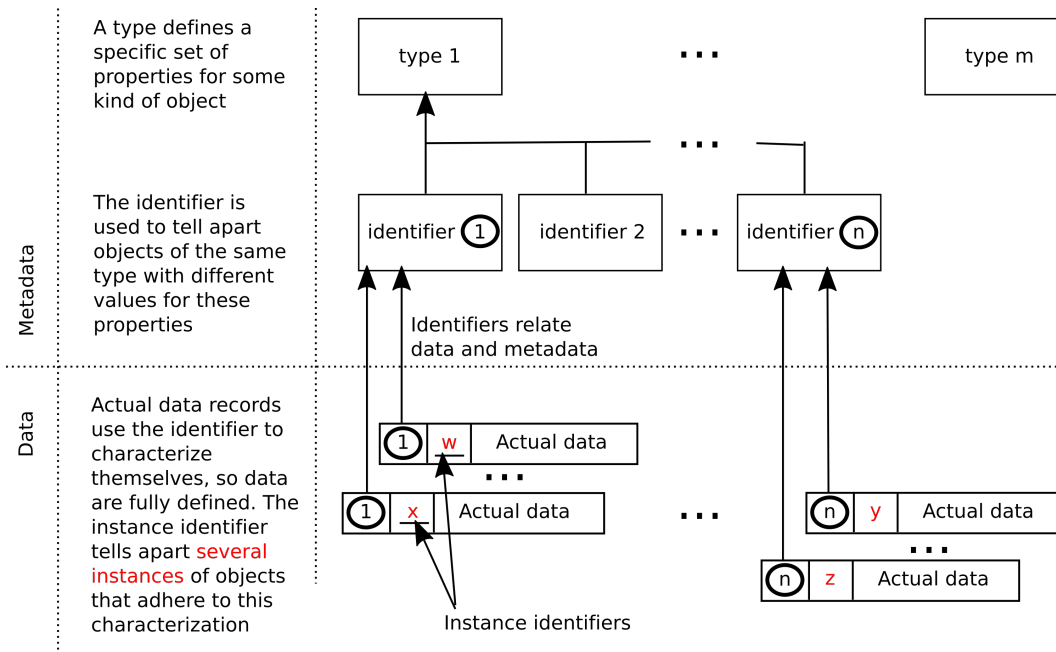 A type defines a
specific set of
properties for some
kind of object
type 1
...
type m
...
Metadata
The identifier is
used to tell apart
objects of the same
type with different
values for these
properties
identifier 1
identifier 2
...
identifier n
Identifiers relate
data and metadata
Data
Actual data records
use the identifier to
characterize
themselves, so data
are fully defined. The
instance identifier
tells apart several
instances of objects
that adhere to this
characterization
1 w Actual data
...
1 x Actual data
...
n y Actual data
...
n z Actual data
Instance identifiers